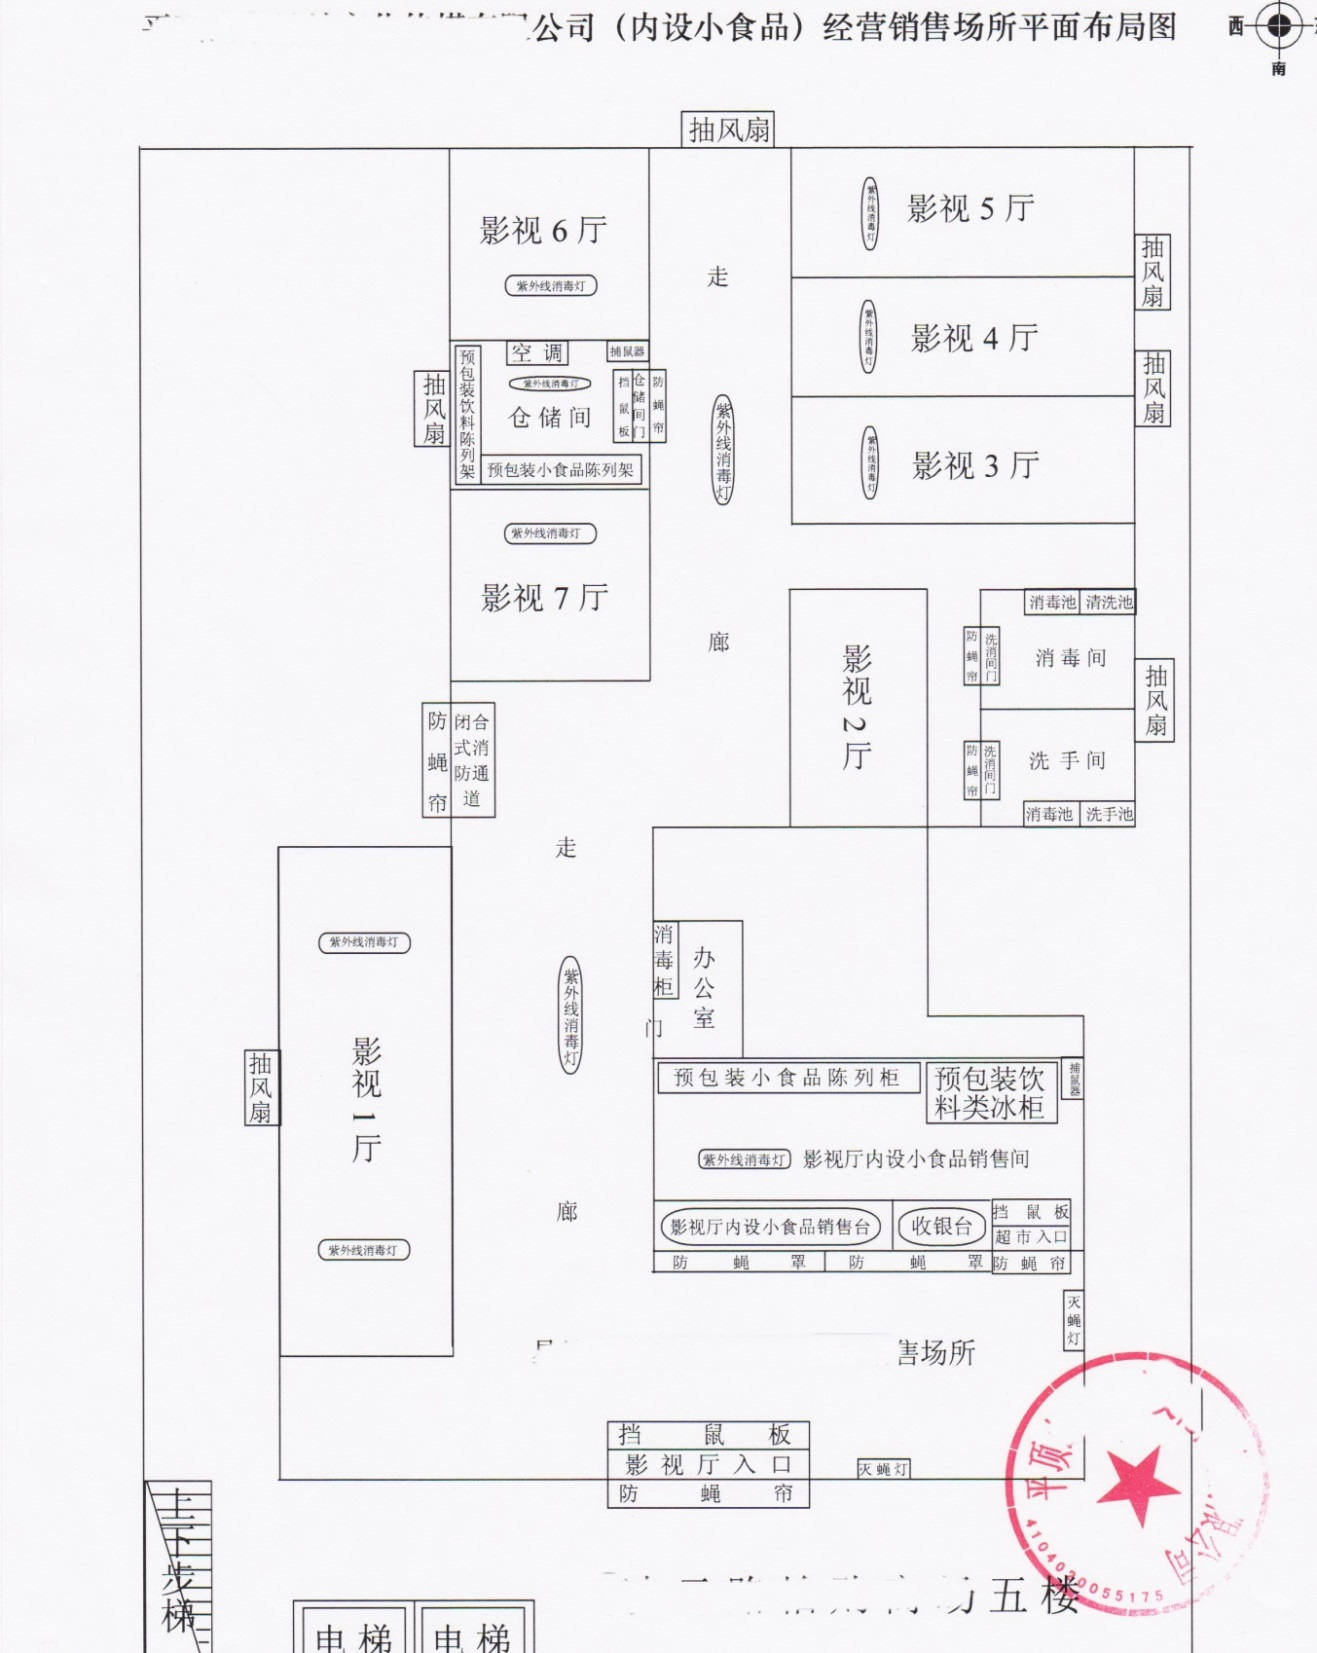 公司（内设小食品）经营销售场所平面布局图
西
南
抽风扇
影视 6 厅
紫外线消毒灯
走
紫外线消毒灯
影视 5 厅
抽风扇
紫外线消毒灯
影视 4 厅
抽风扇
紫外线消毒灯
影视 3 厅
抽风扇
预包装饮料陈列架
空 调
捕鼠器
紫外线消毒灯
仓 储 间
挡鼠板
仓储间门
防蝇帘
预包装小食品陈列架
紫外线消毒灯
紫外线消毒灯
影视 7 厅
廊
影视 2 厅
消毒池
清洗池
防蝇帘
洗消间门
消 毒 间
抽风扇
防蝇帘
洗消间门
洗 手 间
消毒池
洗手池
防蝇帘
闭合
式消
防通
道
走
紫外线消毒灯
抽风扇
影视 1 厅
紫外线消毒灯
紫外线消毒灯
廊
消毒柜
办公室
门
预包装小食品陈列柜
预包装饮
料类冰柜
捕鼠器
紫外线消毒灯
影视厅内设小食品销售间
影视厅内设小食品销售台
收银台
挡 鼠 板
超市入口
防 蝇 罩
防 蝇 罩
防 蝇 帘
灭蝇灯
售场所
挡 鼠 板
影视厅入口
防 蝇 帘
灭蝇灯
平顶
限公司
4104020055175
五楼
上下步梯
电梯
电梯